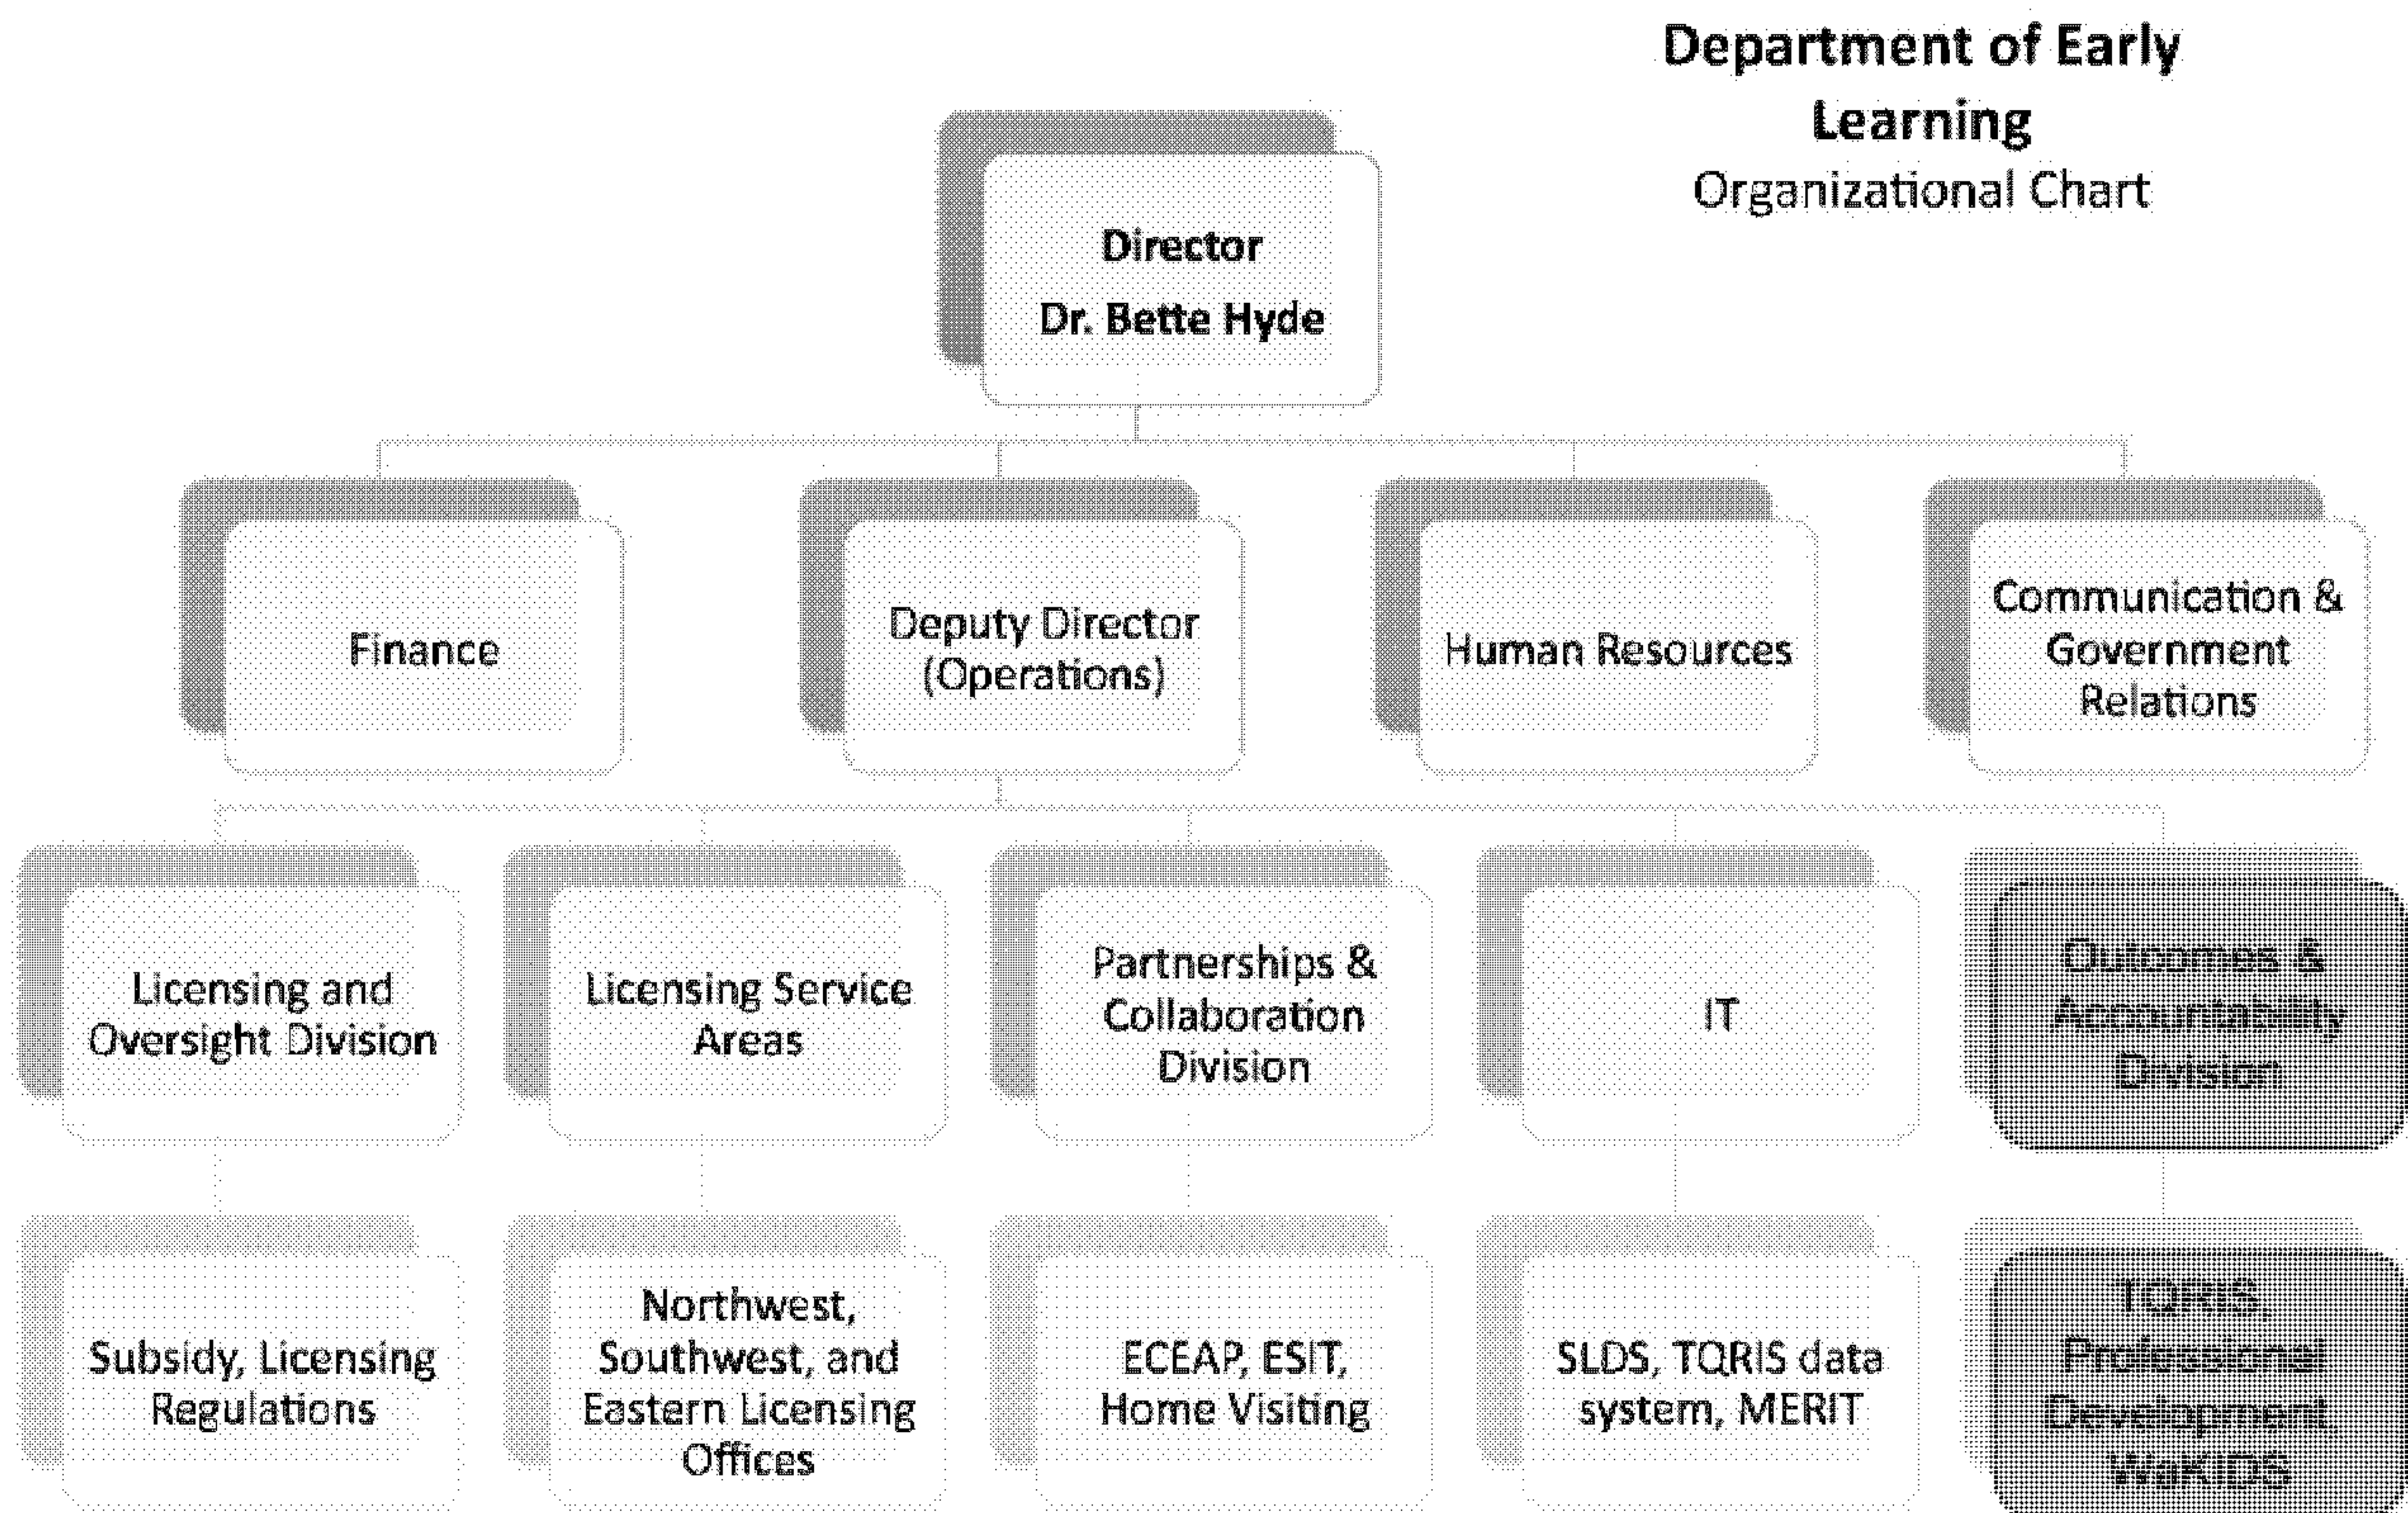 Department of Early
Learning
Organizational Chart
Director
Dr. Bette Hyde
Finance
Deputy Director
(Operations)
Human Resources
Communication &
Government
Relations
Licensing and
Oversight Division
Licensing Service
Areas
Partnerships &
Collaboration
Division
IT
Outcomes &
Accountability
Division
Subsidy, Licensing
Regulations
Northwest,
Southwest, and
Eastern Licensing
Offices
ECEAP, ESIT,
Home Visiting
SLDS, TQRIS data
system, MERIT
TQRIS,
Professional
Development
WaKIDS